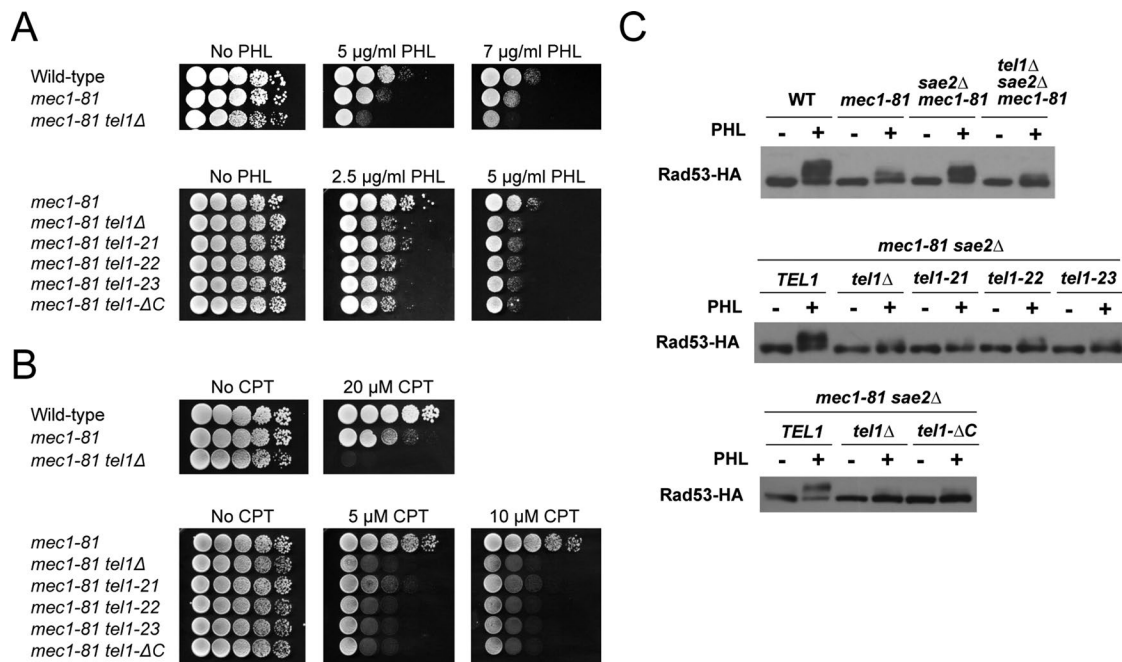 A
No PHL 5 µg/ml PHL 7 µg/ml PHL
Wild-type
mec1-81
mec1-81 tel1Δ
No PHL 2.5 µg/ml PHL 5 µg/ml PHL
mec1-81
mec1-81 tel1Δ
mec1-81 tel1-21
mec1-81 tel1-22
mec1-81 tel1-23
mec1-81 tel1-ΔC
B
No CPT 20 µM CPT
Wild-type
mec1-81
mec1-81 tel1Δ
No CPT 5 µM CPT 10 µM CPT
mec1-81
mec1-81 tel1Δ
mec1-81 tel1-21
mec1-81 tel1-22
mec1-81 tel1-23
mec1-81 tel1-ΔC
C
tel1Δ
sae2Δ sae2Δ
WT mec1-81 mec1-81 mec1-81
PHL - + - + - + - +
Rad53-HA
mec1-81 sae2Δ
TEL1 tel1Δ tel1-21 tel1-22 tel1-23
PHL - + - + - + - + - +
Rad53-HA
mec1-81 sae2Δ
TEL1 tel1Δ tel1-ΔC
PHL - + - + - +
Rad53-HA